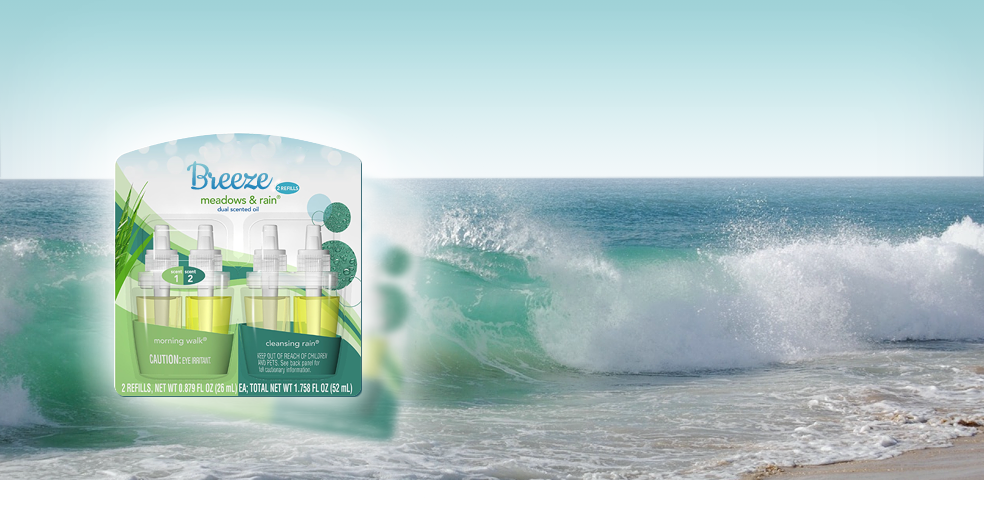 Breeze
2 REFILLS
meadows & rain®
dual scented oil
scent 1 scent 2
morning walk®
cleansing rain®
CAUTION: EYE IRRITANT
KEEP OUT OF REACH OF CHILDREN
AND PETS. See back panel for
full cautionary information.
2 REFILLS, NET WT 0.879 FL OZ (26 mL) EA; TOTAL NET WT 1.758 FL OZ (52 mL)